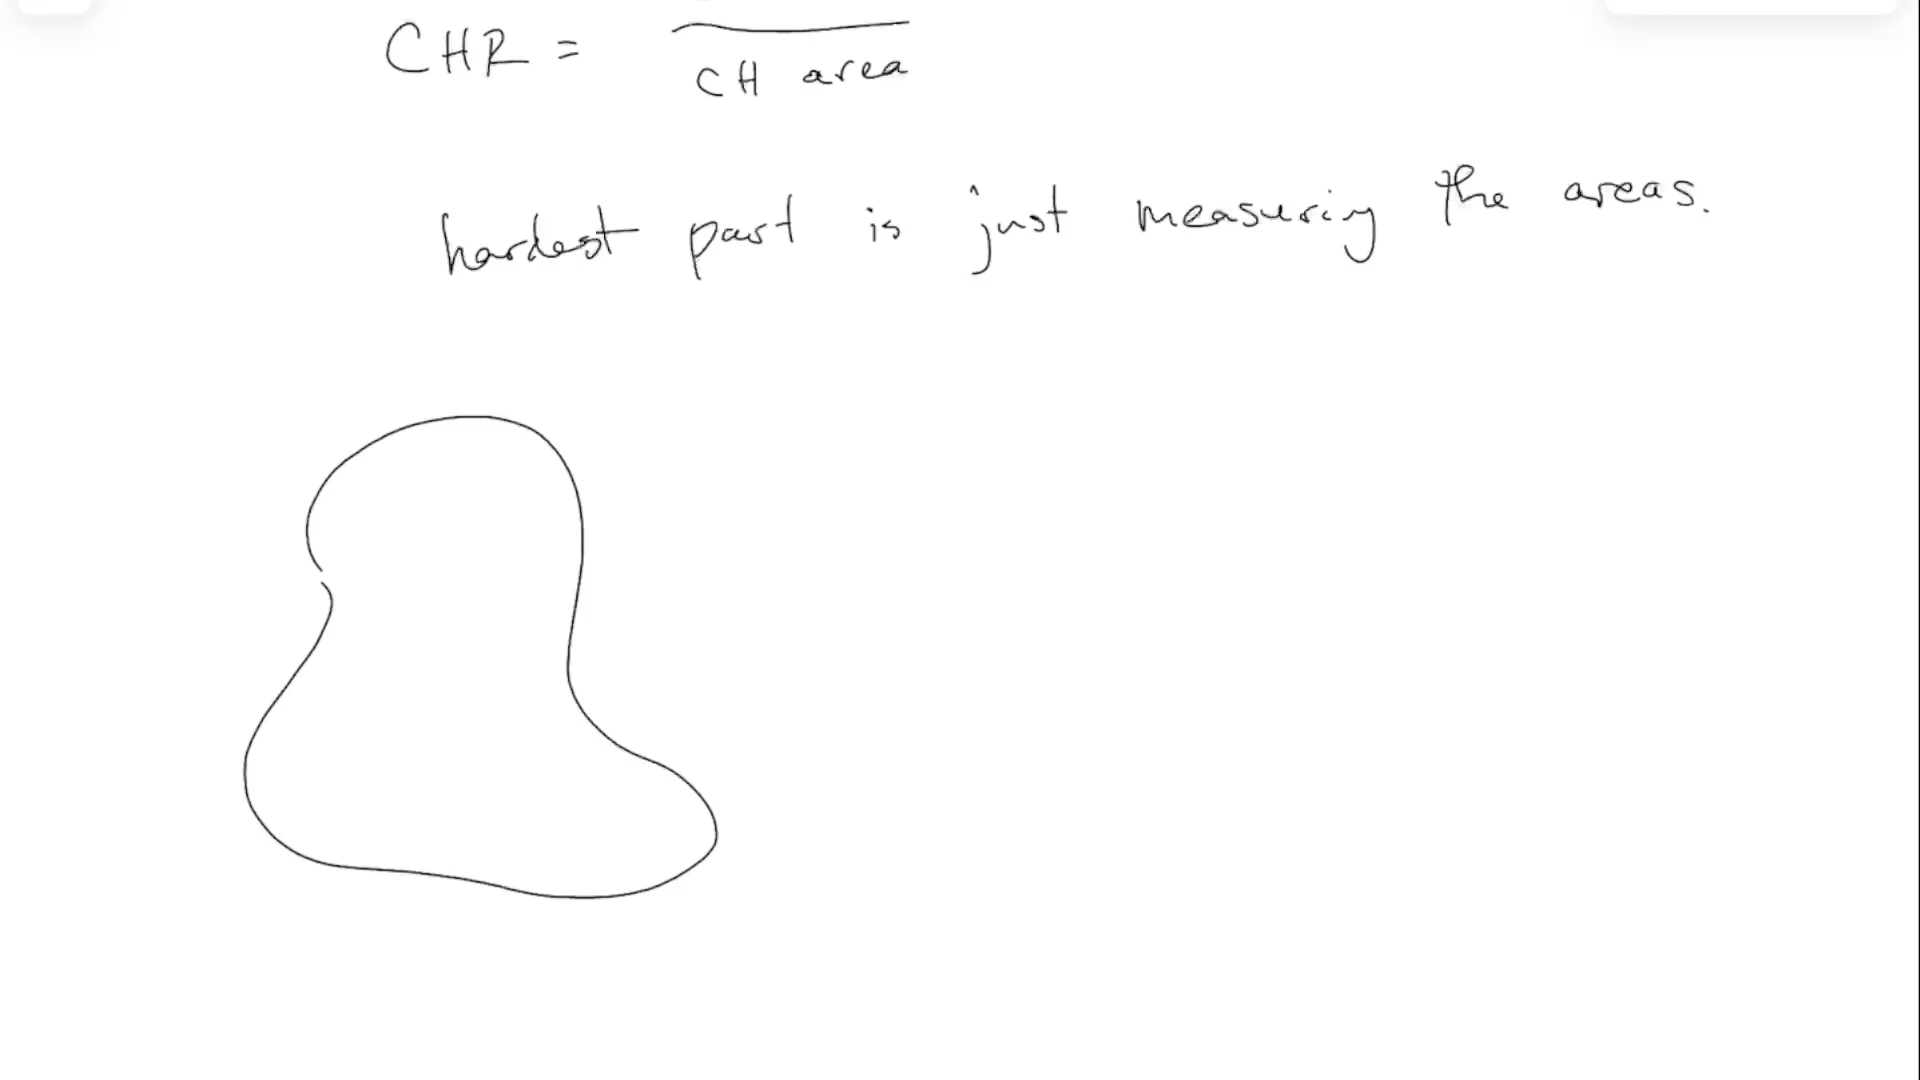 CHR =
CH area
hardest part is just measuring the areas.